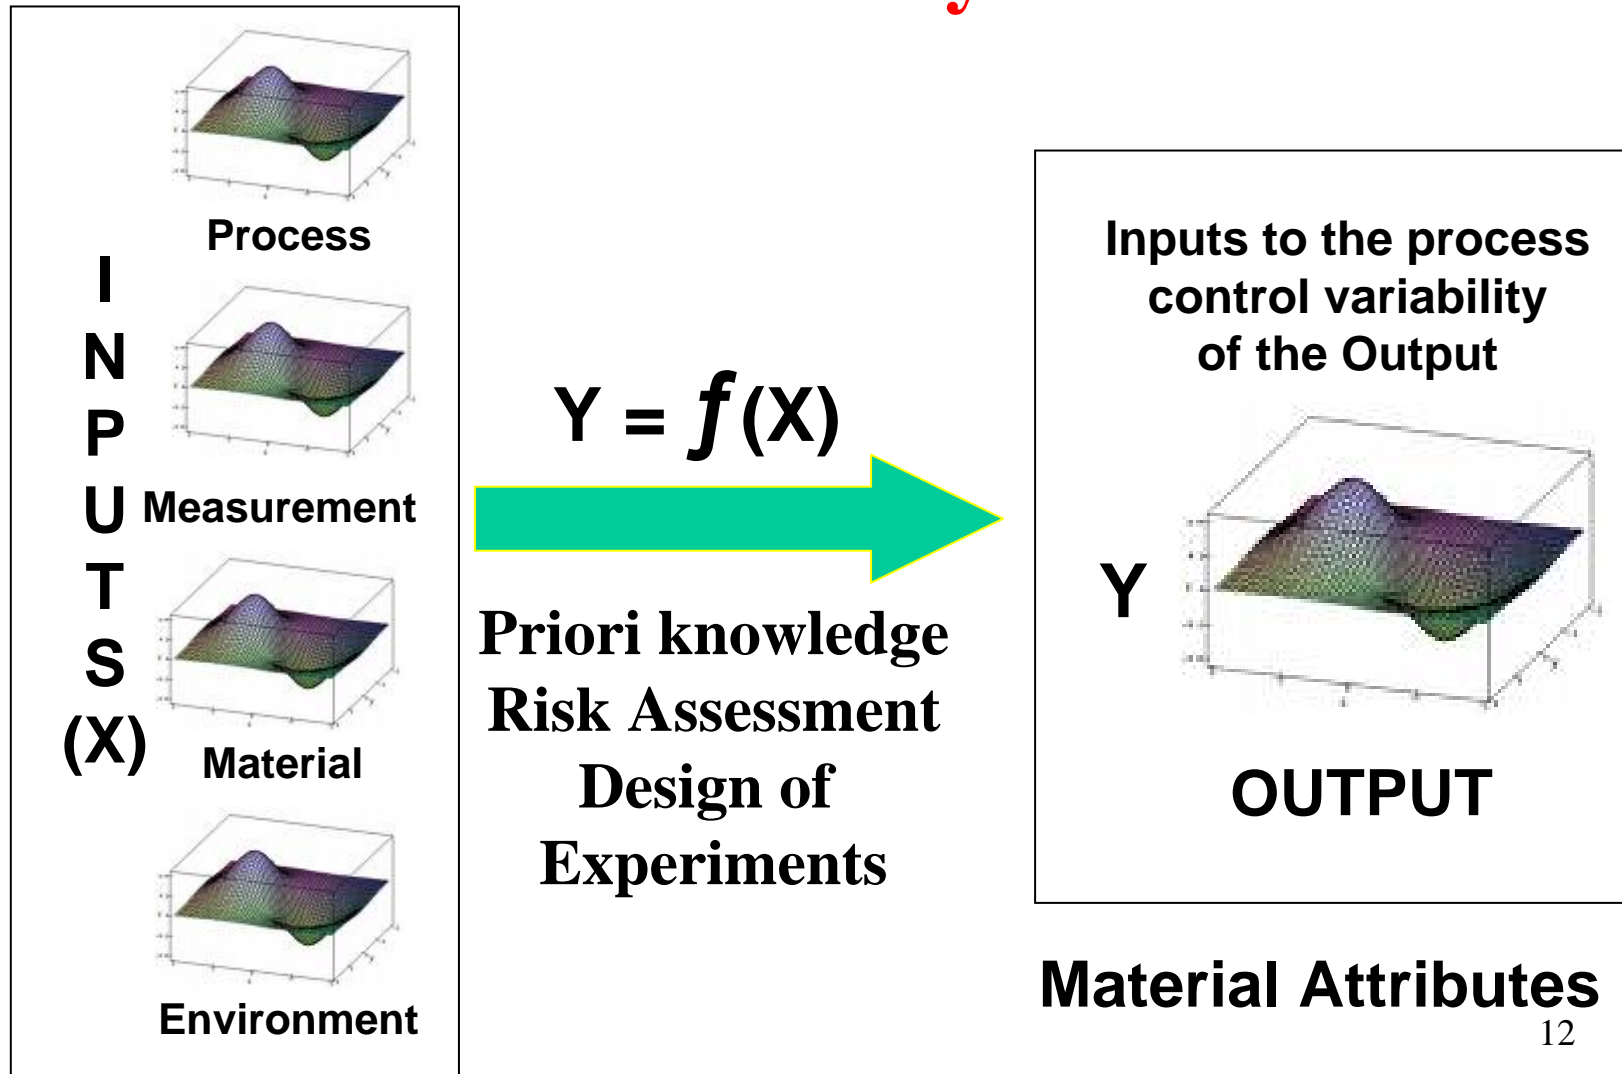 INPUTS
(X)
Process
Measurement
Material
Environment
Y = f(X)
Priori knowledge
Risk Assessment
Design of
Experiments
Inputs to the process
control variability
of the Output
Y
OUTPUT
Material Attributes
12